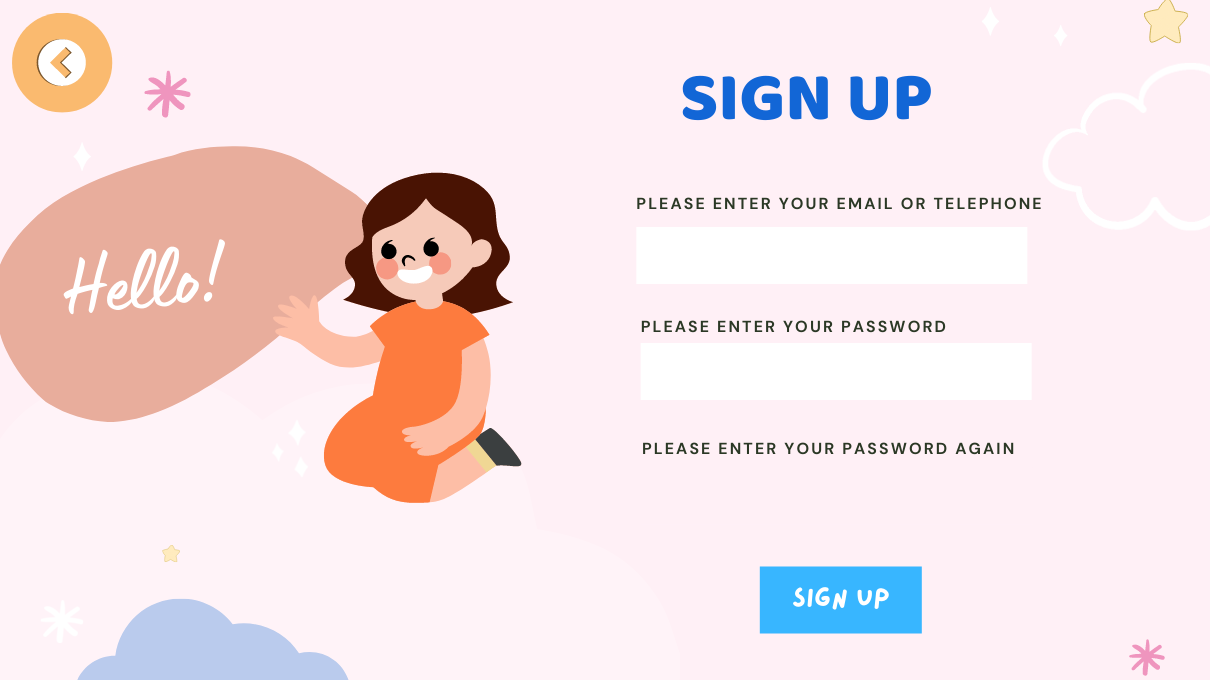 SIGN UP
Hello!
PLEASE ENTER YOUR EMAIL OR TELEPHONE
PLEASE ENTER YOUR PASSWORD
PLEASE ENTER YOUR PASSWORD AGAIN
SIGN UP